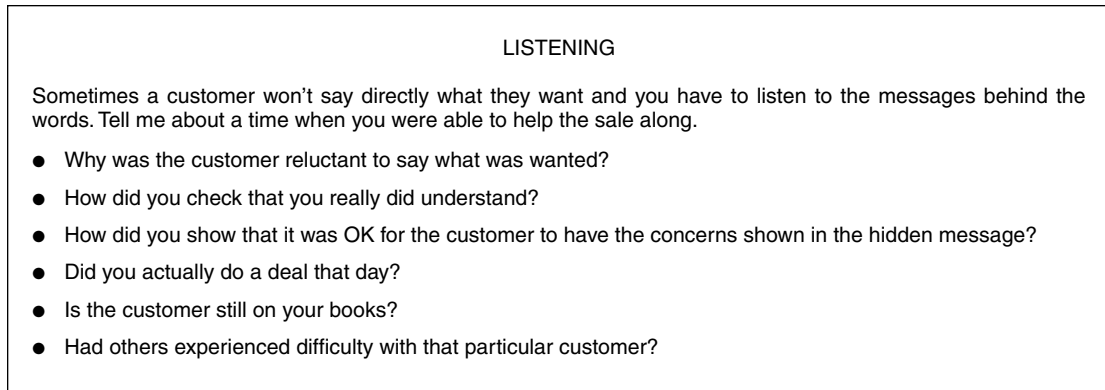 LISTENING
Sometimes a customer won’t say directly what they want and you have to listen to the messages behind the
words. Tell me about a time when you were able to help the sale along.
● Why was the customer reluctant to say what was wanted?
● How did you check that you really did understand?
● How did you show that it was OK for the customer to have the concerns shown in the hidden message?
● Did you actually do a deal that day?
● Is the customer still on your books?
● Had others experienced difficulty with that particular customer?